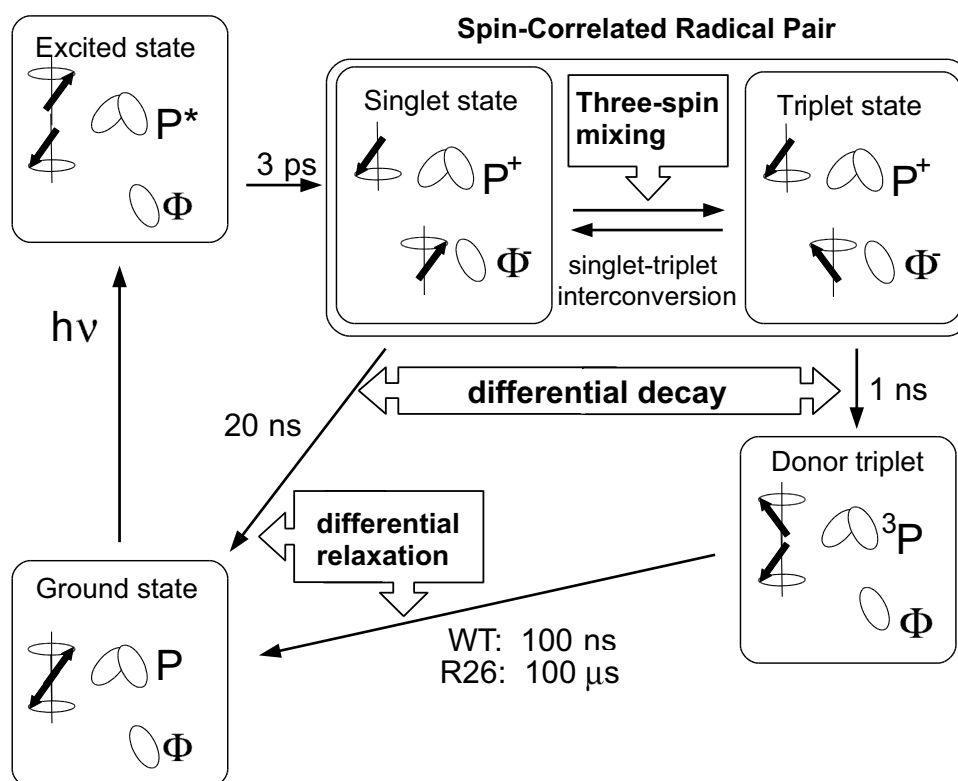 Spin-Correlated Radical Pair
Excited state
P*
Φ
3 ps
Singlet state
P+
Φ-
Three-spin
mixing
singlet-triplet
interconversion
Triplet state
P+
Φ-
hν
differential decay
20 ns
1 ns
differential
relaxation
Donor triplet
3P
Φ
WT: 100 ns
R26: 100 μs
Ground state
P
Φ